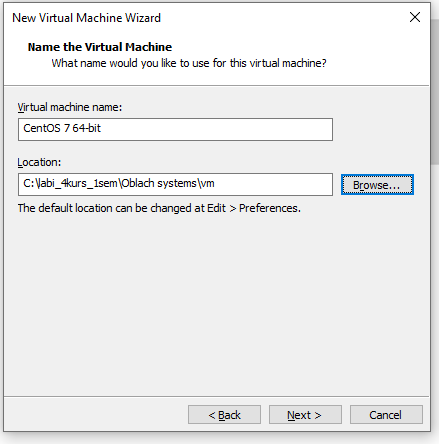 New Virtual Machine Wizard
Name the Virtual Machine
What name would you like to use for this virtual machine?
Virtual machine name:
CentOS 7 64-bit
Location:
C:\labi_4kurs_1sem\Oblach systems\vm
Browse...
The default location can be changed at Edit > Preferences.
< Back
Next >
Cancel